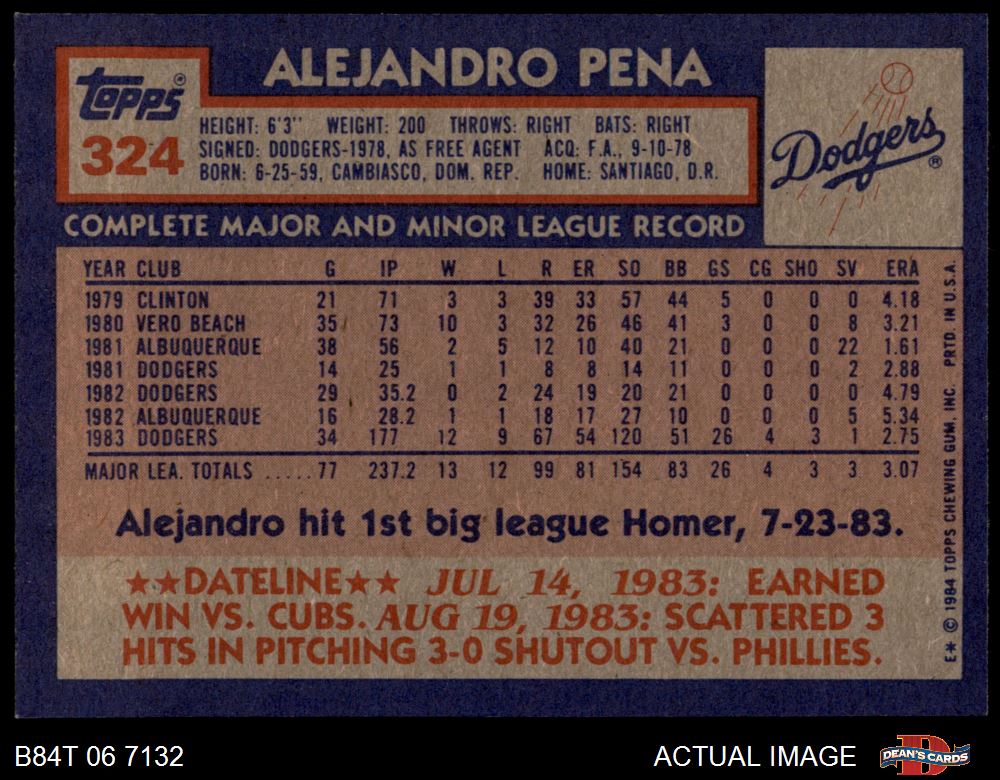 Topps®
324
ALEJANDRO PENA
HEIGHT: 6'3" WEIGHT: 200 THROWS: RIGHT BATS: RIGHT
SIGNED: DODGERS-1978, AS FREE AGENT ACQ: F.A., 9-10-78
BORN: 6-25-59, CAMBIASCO, DOM. REP. HOME: SANTIAGO, D.R.
Dodgers®
COMPLETE MAJOR AND MINOR LEAGUE RECORD
YEAR CLUB G IP W L R ER SO BB GS CG SHO SV ERA
1979 CLINTON 21 71 3 3 39 33 57 44 5 0 0 0 4.18
1980 VERO BEACH 35 73 10 3 32 26 46 41 3 0 0 8 3.21
1981 ALBUQUERQUE 38 56 2 5 12 10 40 21 0 0 0 22 1.61
1981 DODGERS 14 25 1 1 8 8 14 11 0 0 0 2 2.88
1982 DODGERS 29 35.2 0 2 24 19 20 21 0 0 0 0 4.79
1982 ALBUQUERQUE 16 28.2 1 1 18 17 27 10 0 0 0 5 5.34
1983 DODGERS 34 177 12 9 67 54 120 51 26 4 3 1 2.75
MAJOR LEA. TOTALS ..... 77 237.2 13 12 99 81 154 83 26 4 3 3 3.07
Alejandro hit 1st big league Homer, 7-23-83.
★★DATELINE★★ JUL 14, 1983: EARNED
WIN VS. CUBS. AUG 19, 1983: SCATTERED 3
HITS IN PITCHING 3-0 SHUTOUT VS. PHILLIES.
E* © 1984 TOPPS CHEWING GUM, INC. PRTD. IN U.S.A.
B84T 06 7132
ACTUAL IMAGE
DEAN'S CARDS